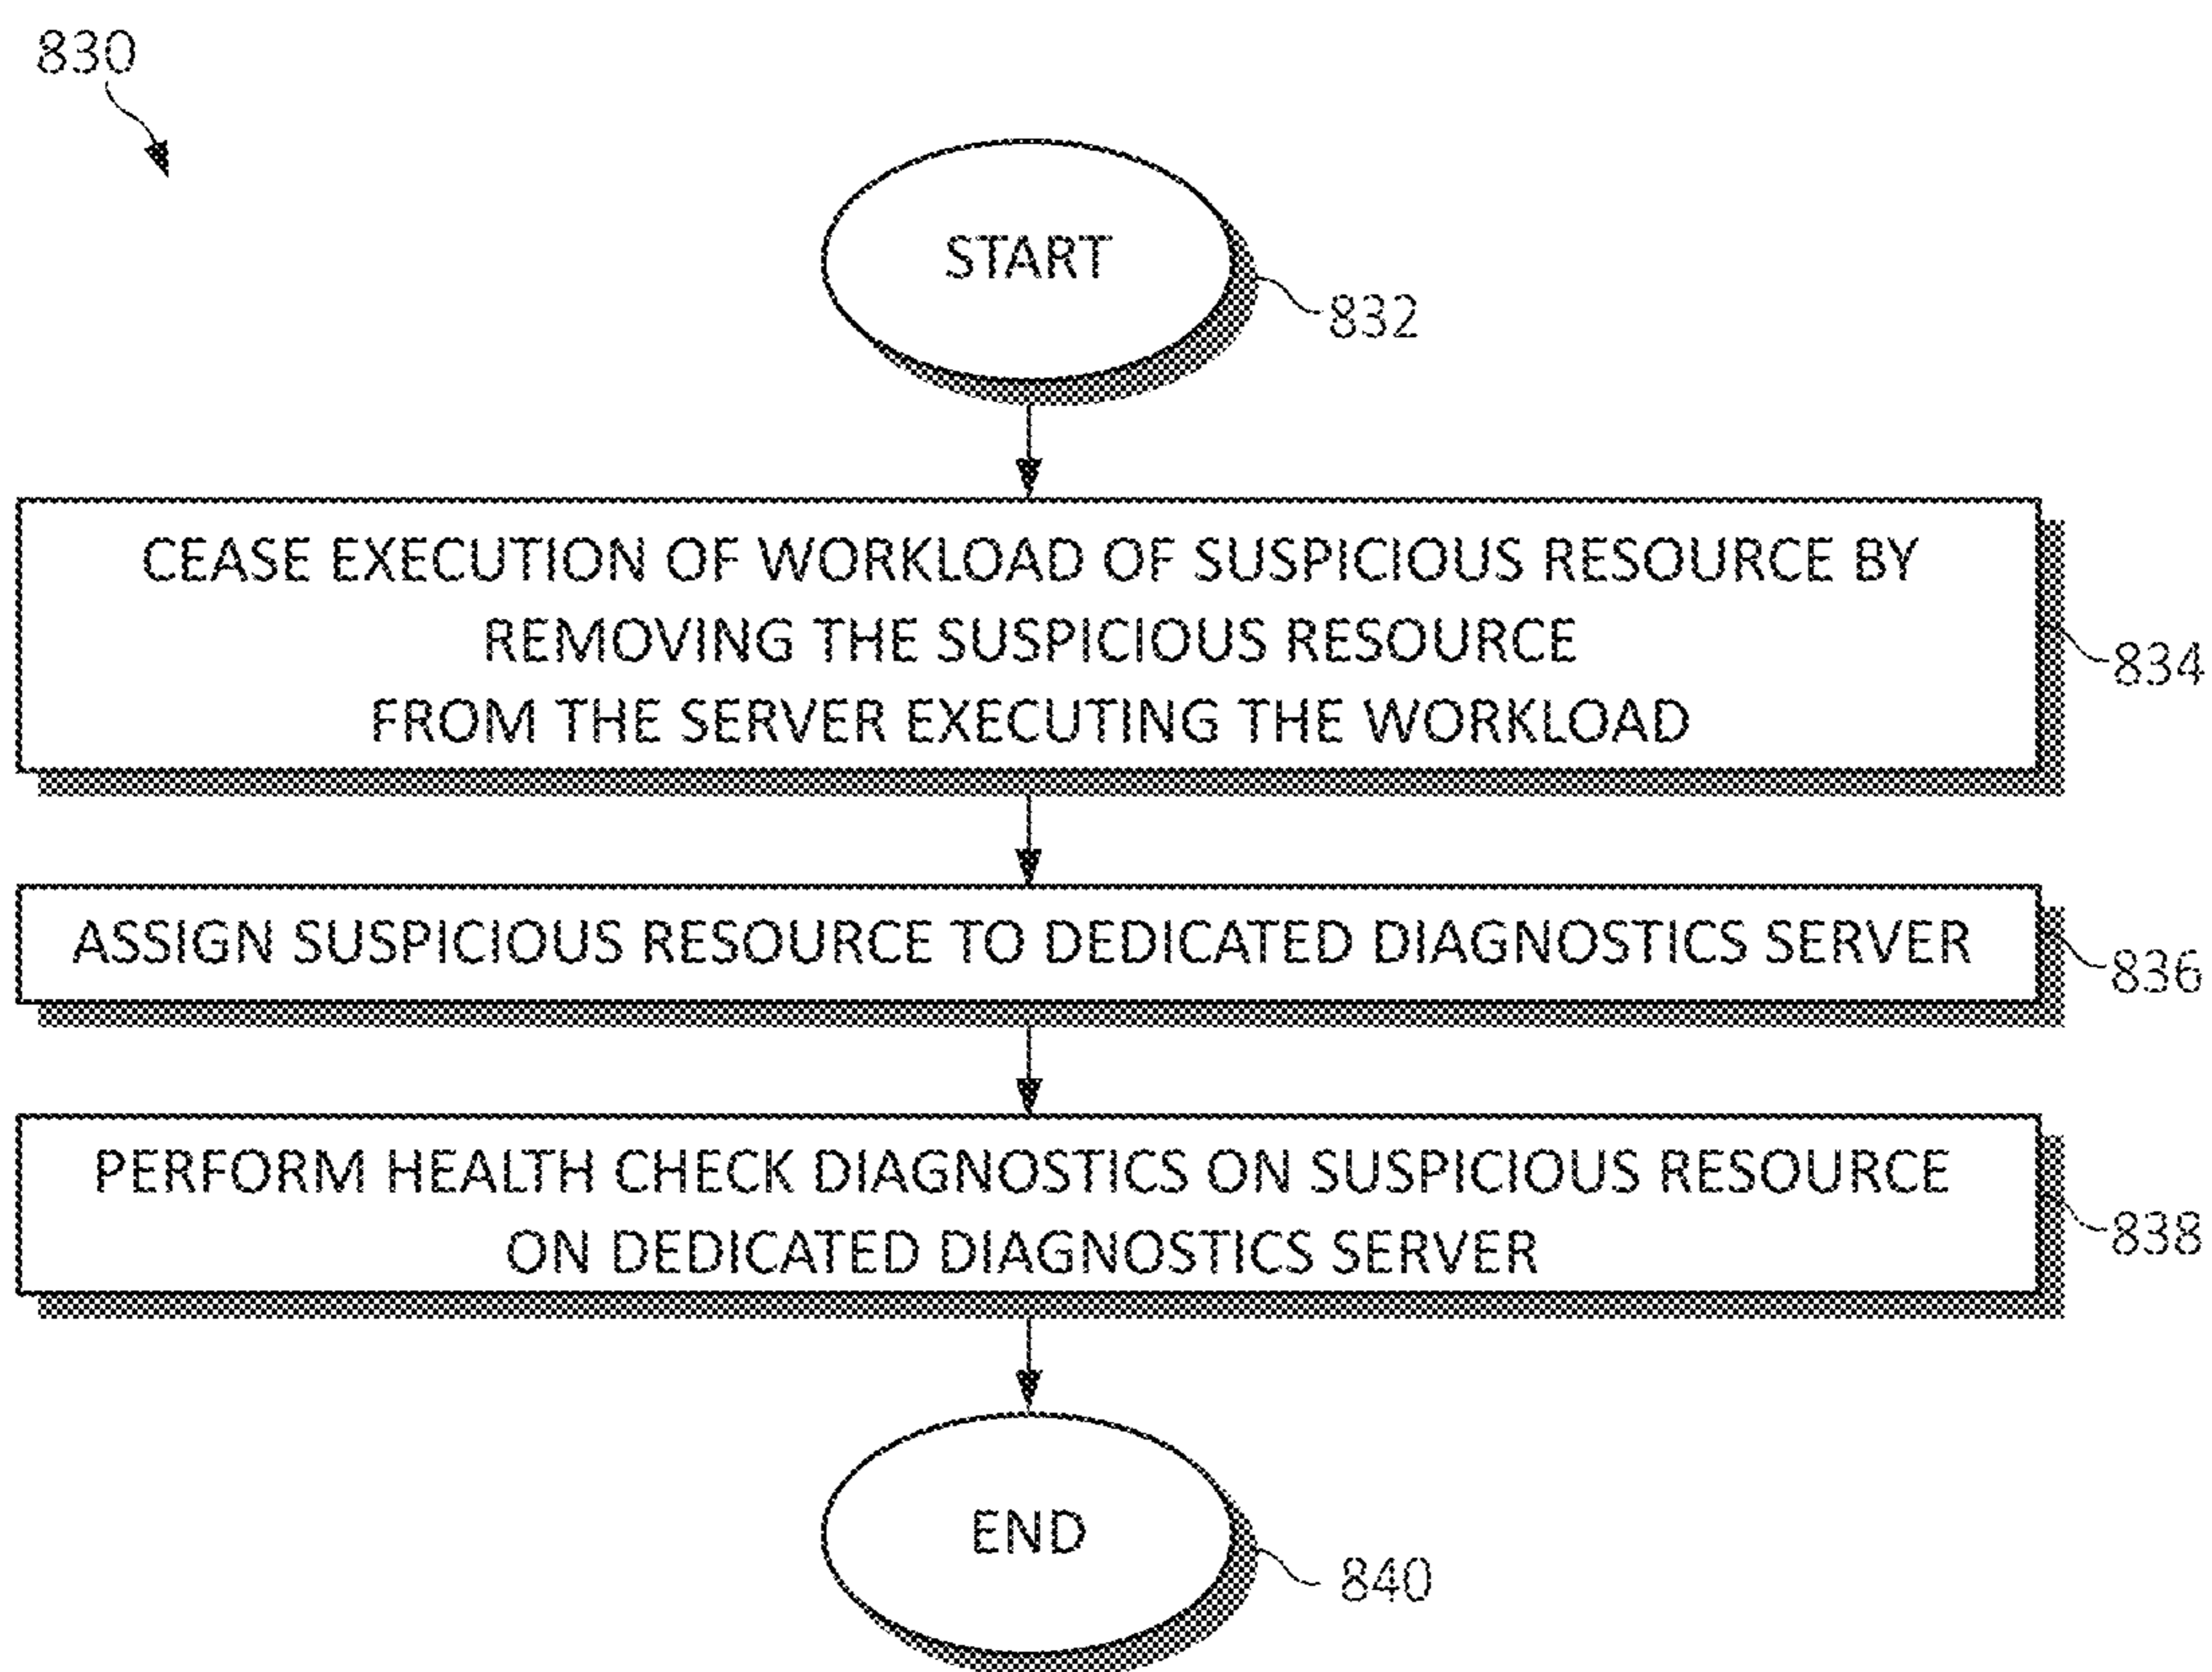 830
START
832
CEASE EXECUTION OF WORKLOAD OF SUSPICIOUS RESOURCE BY
REMOVING THE SUSPICIOUS RESOURCE
FROM THE SERVER EXECUTING THE WORKLOAD
834
ASSIGN SUSPICIOUS RESOURCE TO DEDICATED DIAGNOSTICS SERVER
836
PERFORM HEALTH CHECK DIAGNOSTICS ON SUSPICIOUS RESOURCE
ON DEDICATED DIAGNOSTICS SERVER
838
END
840